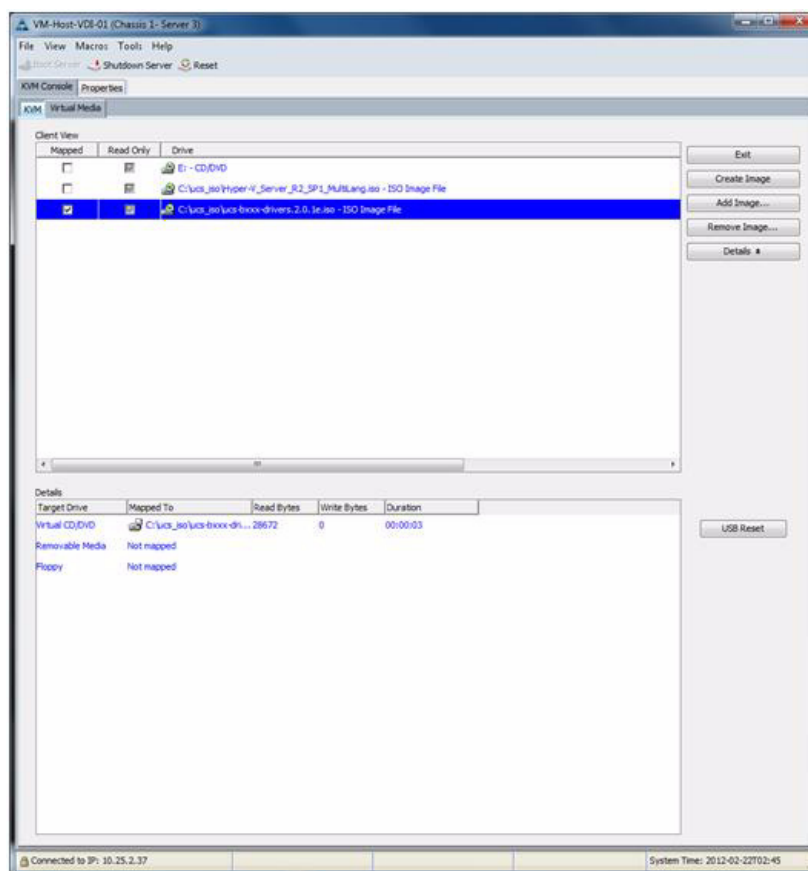 VM-Host-VDI-01 (Chassis 1- Server 3)
File View Macros Tools Help
Boot Server Shutdown Server Reset
KVM Console Properties
KVM Virtual Media
Client View
Mapped Read Only Drive
E: - CD/DVD
C:\ucs_iso\Hyper-V_Server_R2_SP1_MultiLang.iso - ISO Image File
C:\ucs_iso\ucs-bxxx-drivers.2.0.1e.iso - ISO Image File
Exit
Create Image
Add Image...
Remove Image...
Details
Details
Target Drive Mapped To Read Bytes Write Bytes Duration
Virtual CD/DVD C:\ucs_iso\ucs-bxxx-dri... 28672 0 00:00:03
Removable Media Not mapped
Floppy Not mapped
USB Reset
Connected to IP: 10.25.2.37 System Time: 2012-02-22T02:45